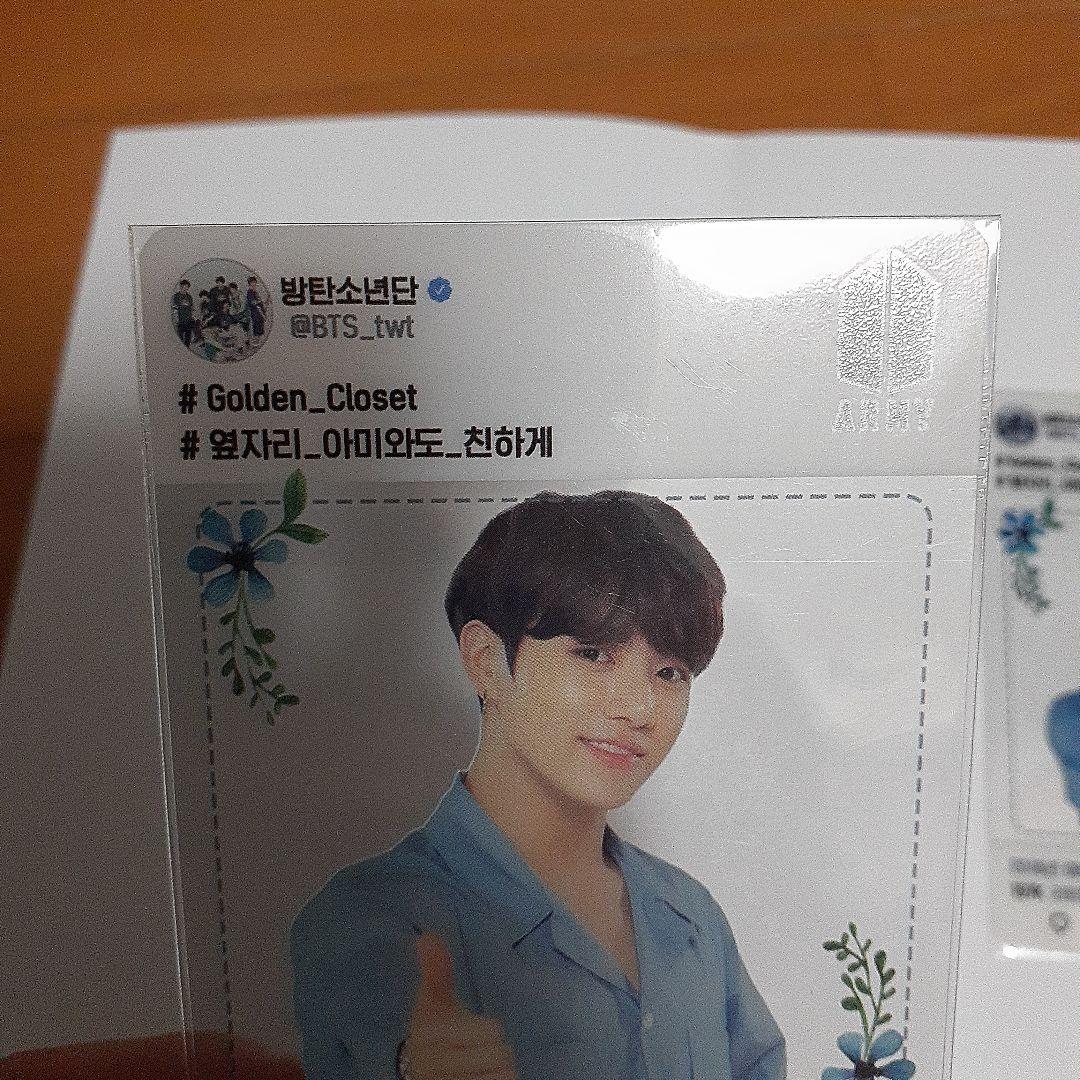 방탄소년단
@BTS_twt
# Golden_Closet
# 옆자리_아미와도_친하게
ARMY